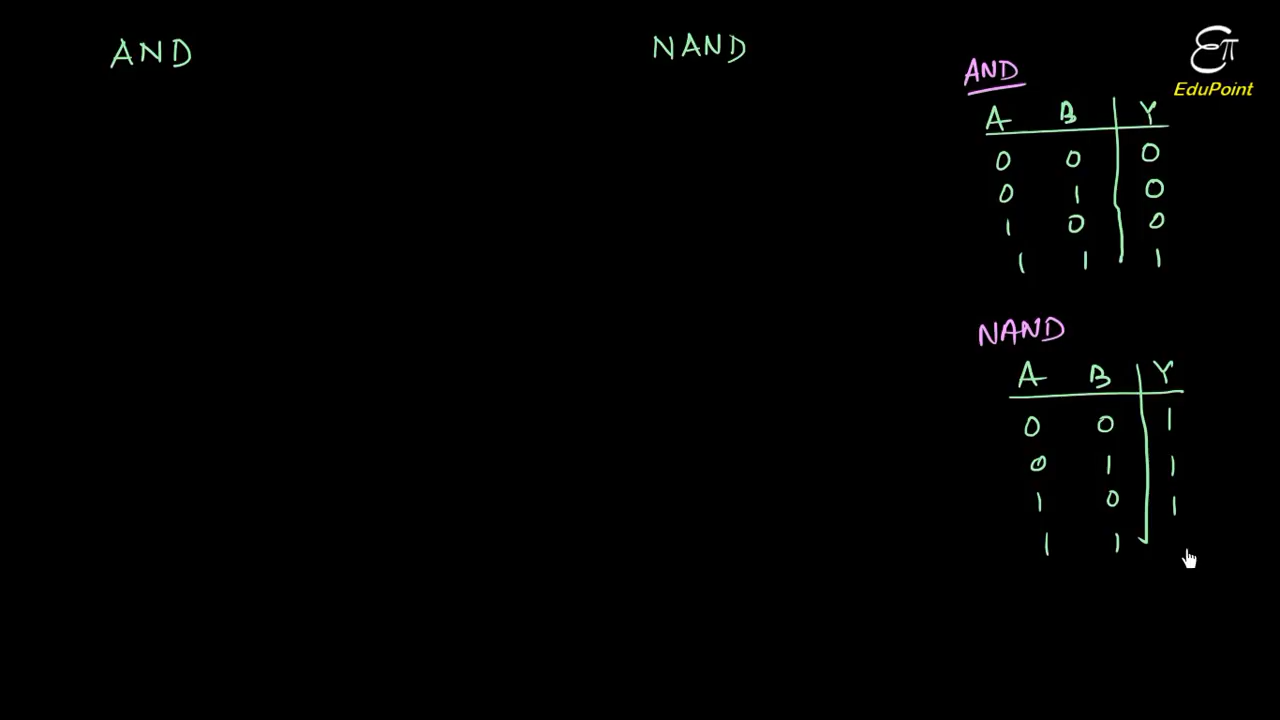 AND
NAND
επ
EduPoint
AND
A B Y
0 0 0
0 1 0
1 0 0
1 1 1
NAND
A B Y
0 0 1
0 1 1
1 0 1
1 1